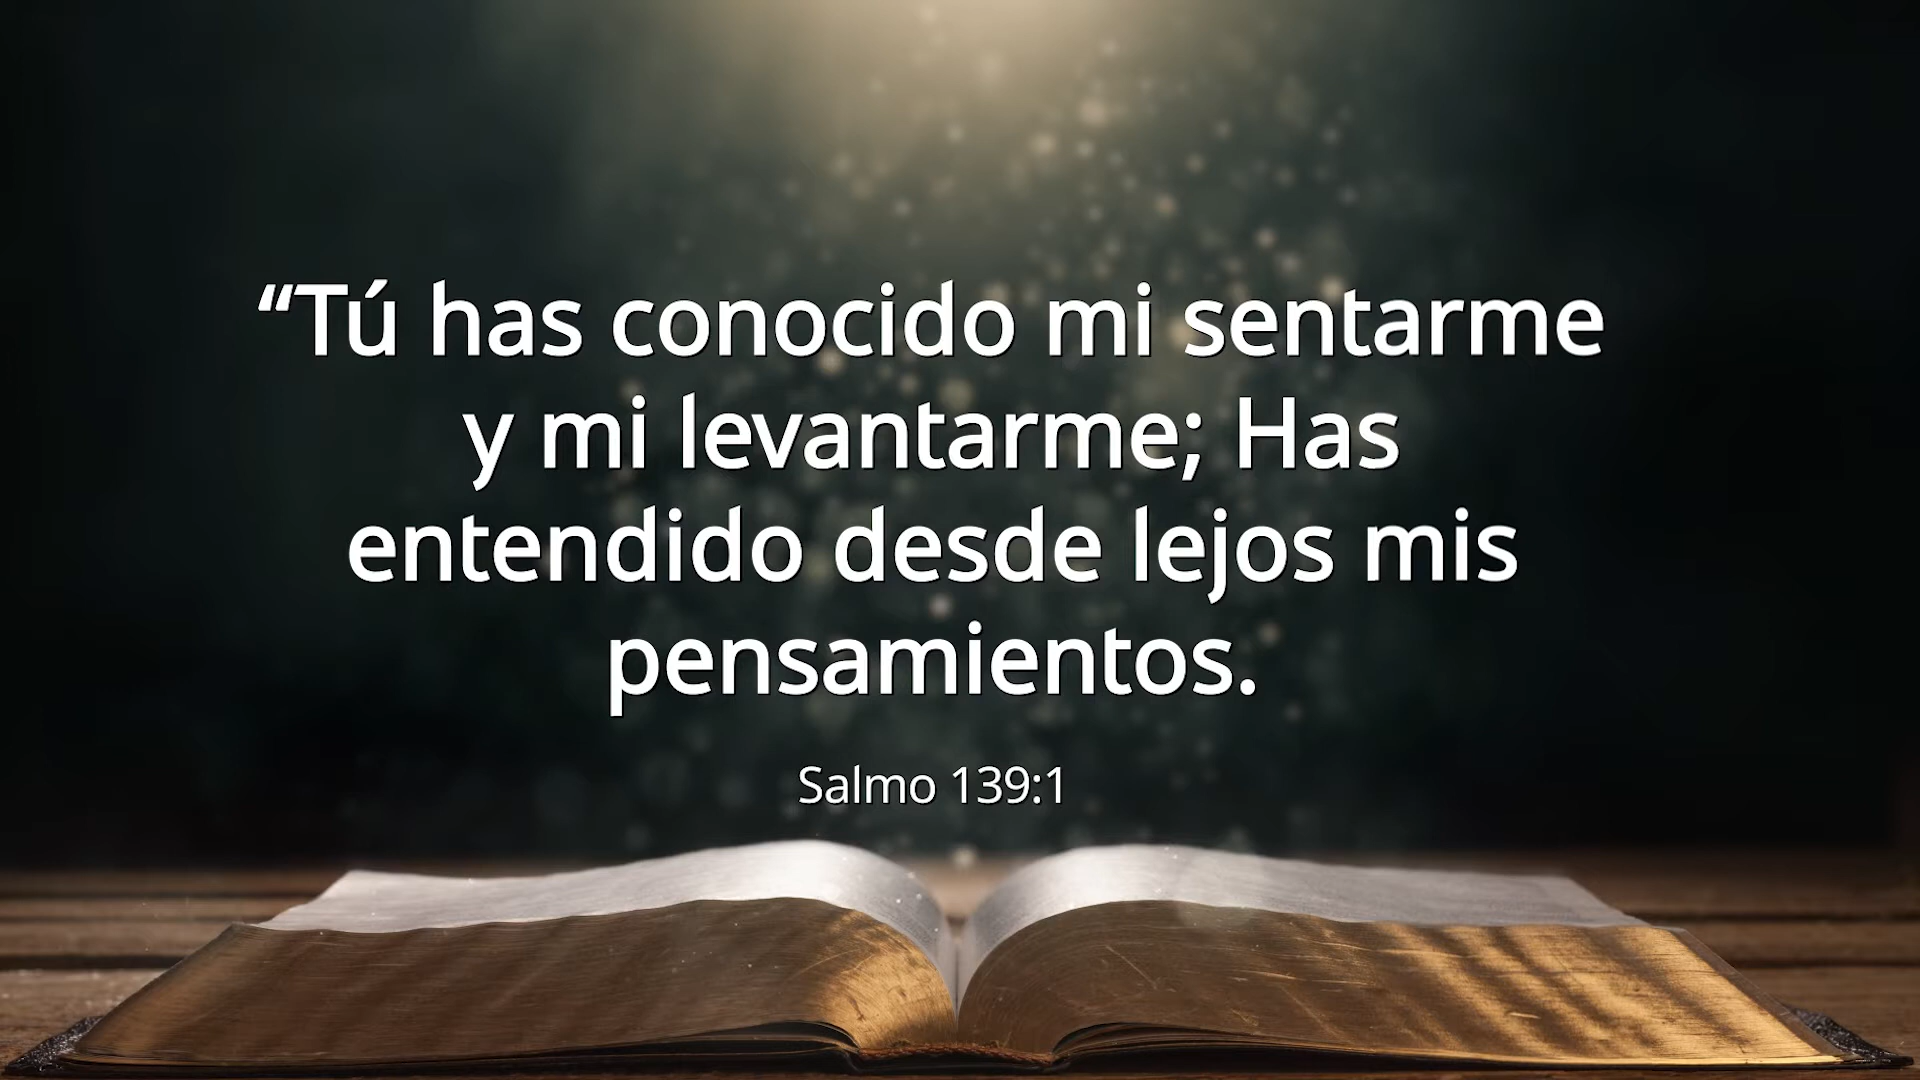 “Tú has conocido mi sentarme
y mi levantarme; Has
entendido desde lejos mis
pensamientos.
Salmo 139:1